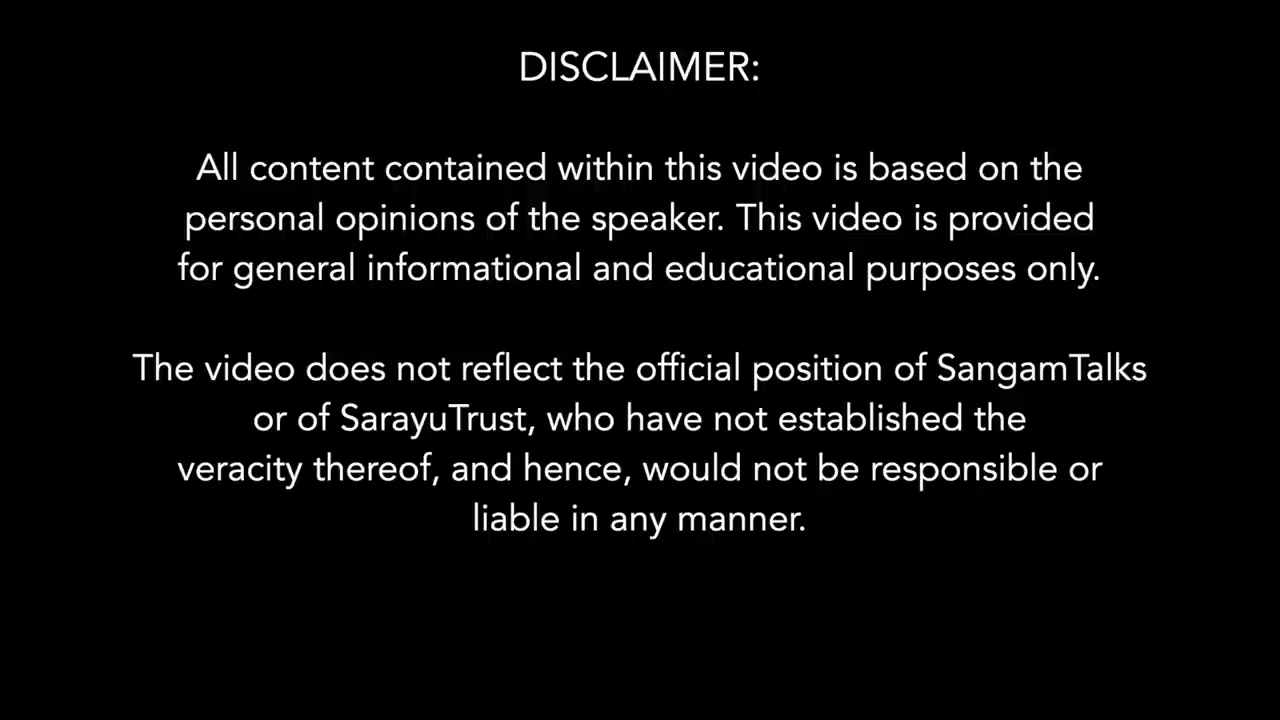 DISCLAIMER:
All content contained within this video is based on the
personal opinions of the speaker. This video is provided
for general informational and educational purposes only.
The video does not reflect the official position of SangamTalks
or of SarayuTrust, who have not established the
veracity thereof, and hence, would not be responsible or
liable in any manner.